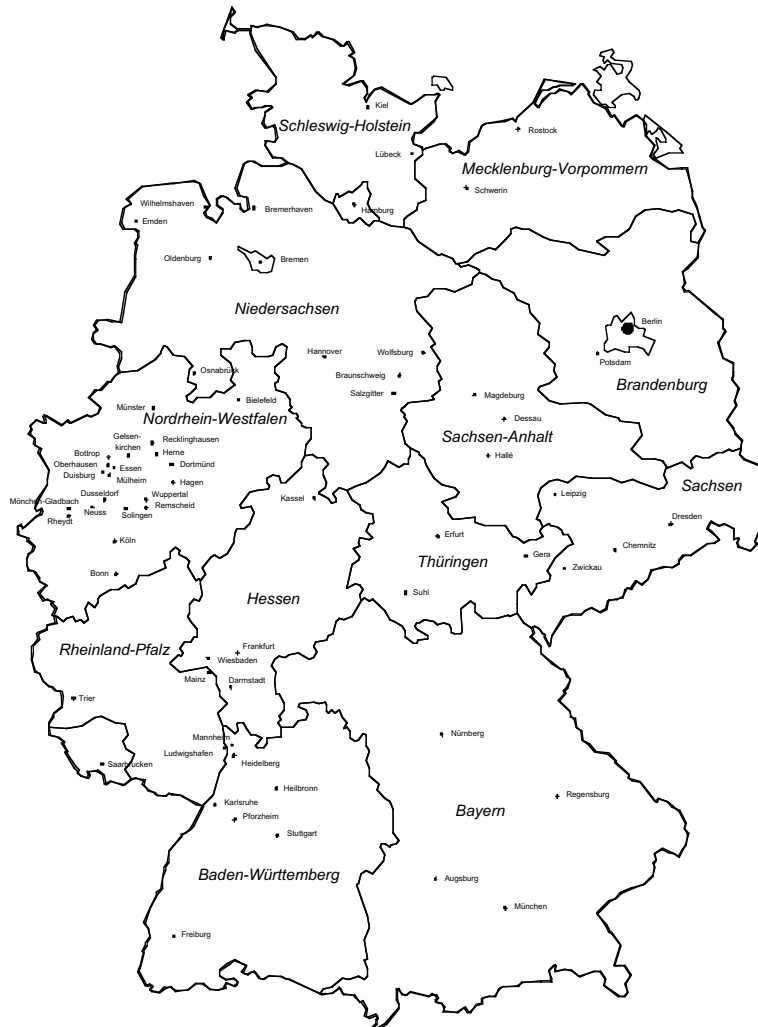 Kiel
Schleswig-Holstein
Rostock
Lübeck
Mecklenburg-Vorpommern
Schwerin
Wilhelmshaven
Bremerhaven
Hamburg
Emden
Oldenburg
Bremen
Niedersachsen
Berlin
Hannover
Wolfsburg
Potsdam
Osnabrück
Braunschweig
Brandenburg
Salzgitter
Magdeburg
Bielefeld
Münster
Nordrhein-Westfalen
Dessau
Sachsen-Anhalt
Gelsen-
kirchen
Recklinghausen
Bottrop
Herne
Hallé
Oberhausen
Essen
Dortmünd
Duisburg
Mülheim
Hagen
Sachsen
Mönchen-Gladbach
Dusseldorf
Wuppertal
Kassel
Leipzig
Neuss
Solingen
Remscheid
Rheydt
Dresden
Köln
Erfurt
Chemnitz
Thüringen
Gera
Bonn
Zwickau
Hessen
Suhl
Rheinland-Pfalz
Frankfurt
Wiesbaden
Mainz
Darmstadt
Trier
Mannheim
Nürnberg
Ludwigshafen
Heidelberg
Saarbrucken
Heilbronn
Regensburg
Karlsruhe
Bayern
Pforzheim
Stuttgart
Baden-Württemberg
Augsburg
München
Freiburg